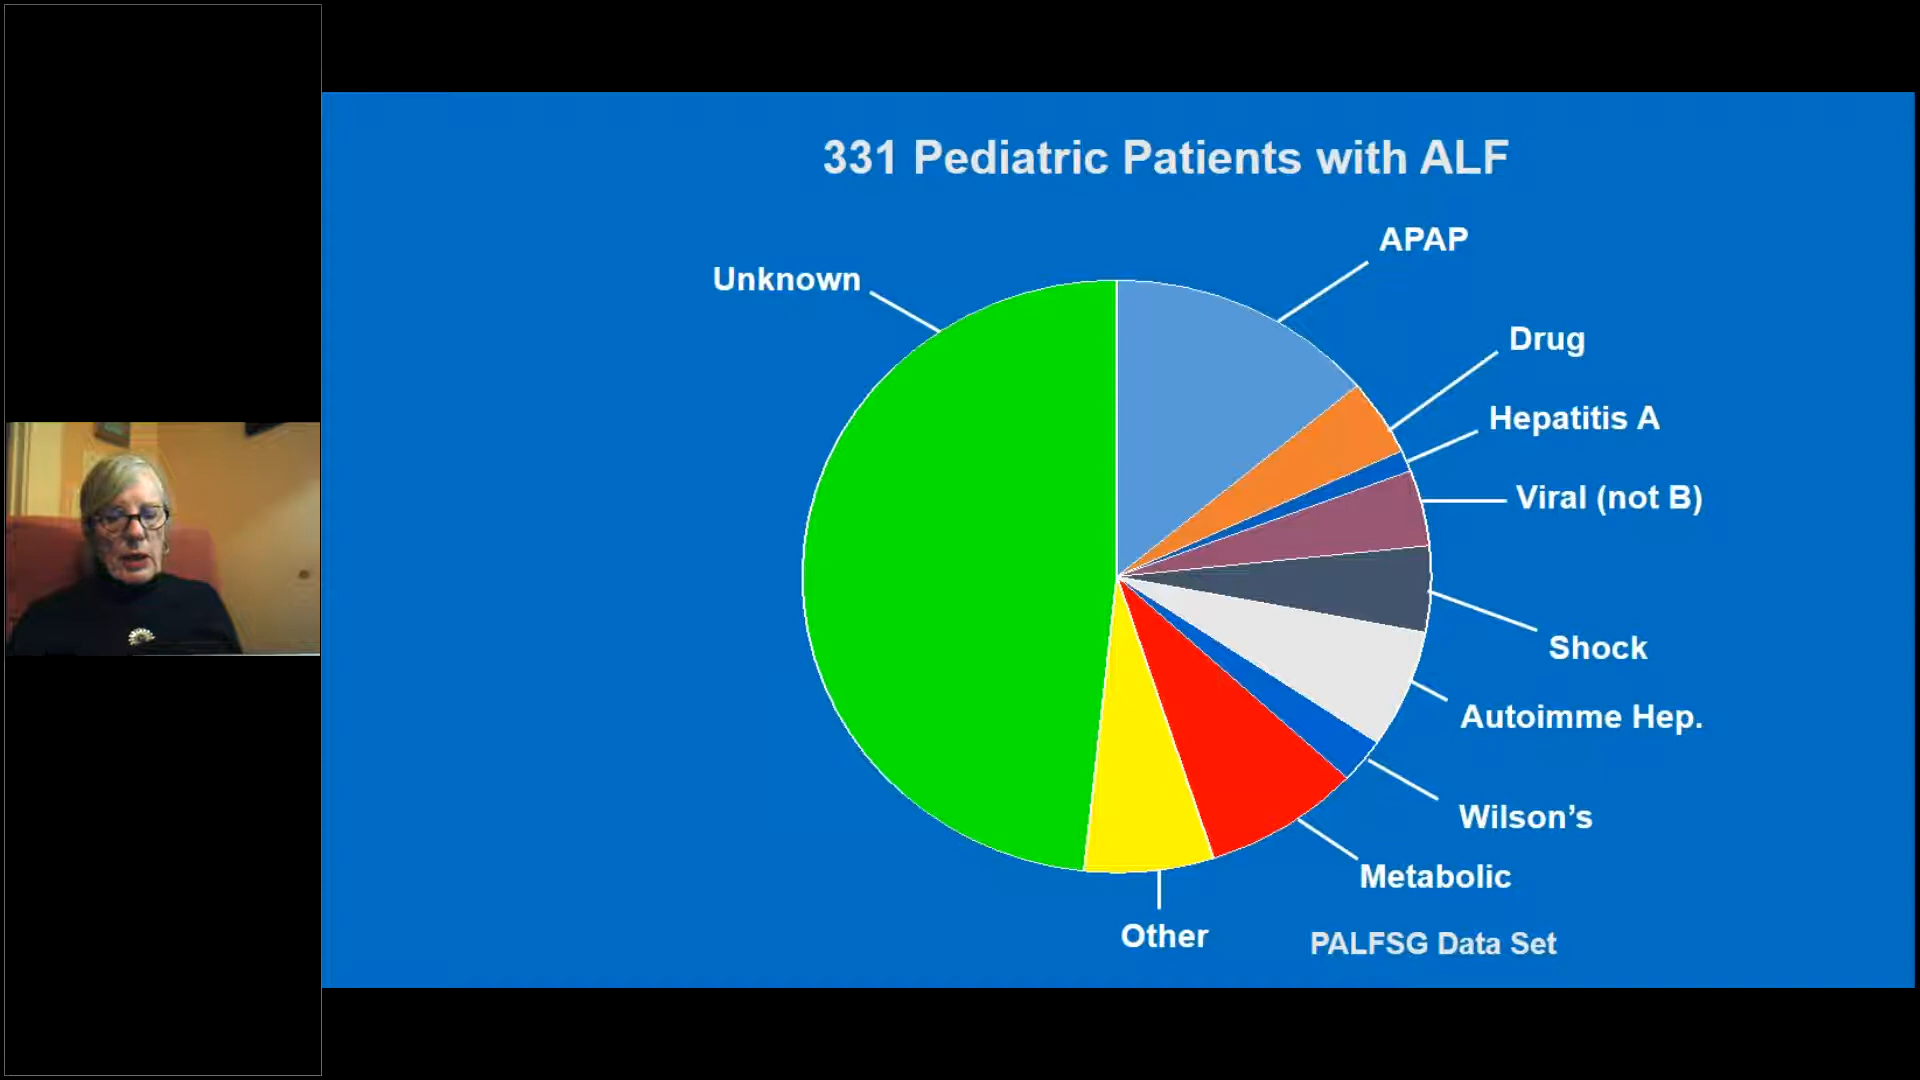 331 Pediatric Patients with ALF
APAP
Unknown
Drug
Hepatitis A
Viral (not B)
Shock
Autoimme Hep.
Wilson’s
Metabolic
Other
PALFSG Data Set